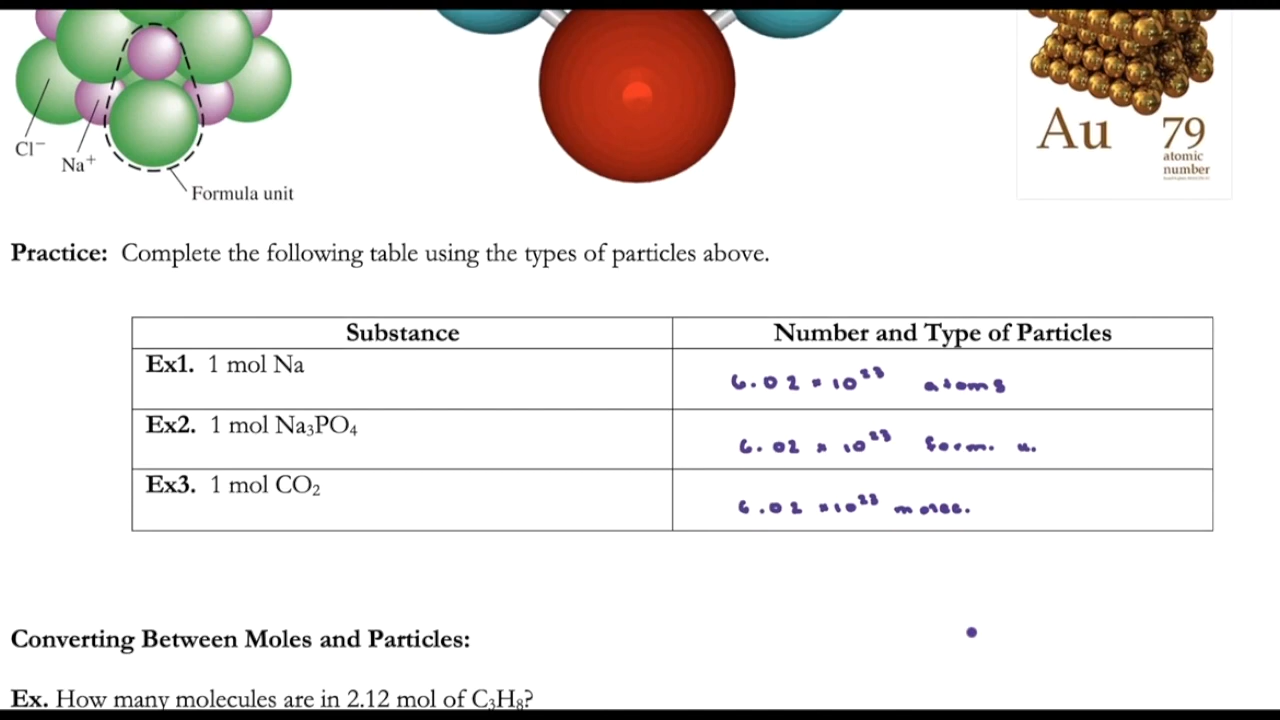 Cl⁻
Na⁺
Formula unit
Au
79
atomic
number
Practice: Complete the following table using the types of particles above.
Substance
Number and Type of Particles
Ex1. 1 mol Na
6.02 × 10²³ atoms
Ex2. 1 mol Na₃PO₄
6.02 × 10²³ form. u.
Ex3. 1 mol CO₂
6.02 × 10²³ molec.
Converting Between Moles and Particles:
Ex. How many molecules are in 2.12 mol of C₃H₈?